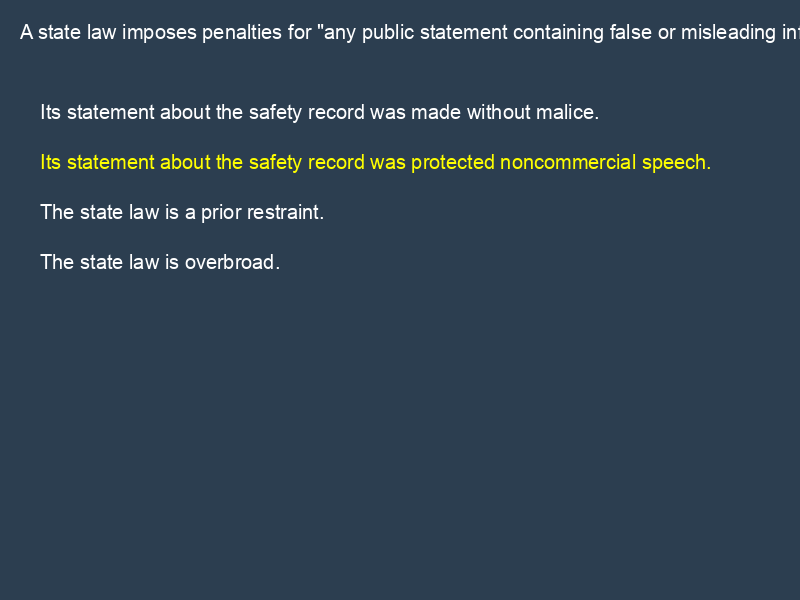 A state law imposes penalties for "any public statement containing false or misleading
Its statement about the safety record was made without malice.
Its statement about the safety record was protected noncommercial speech.
The state law is a prior restraint.
The state law is overbroad.